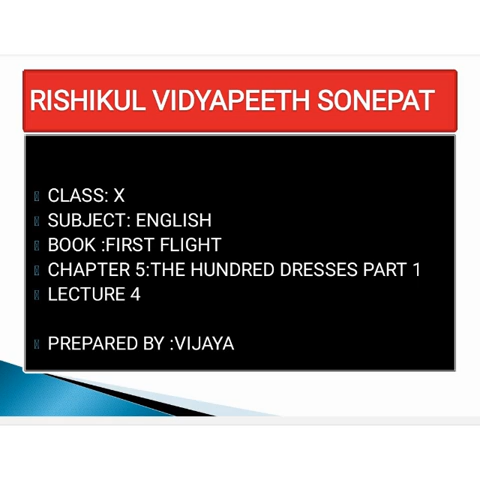 RISHIKUL VIDYAPEETH SONEPAT
CLASS: X
SUBJECT: ENGLISH
BOOK :FIRST FLIGHT
CHAPTER 5:THE HUNDRED DRESSES PART 1
LECTURE 4
PREPARED BY :VIJAYA